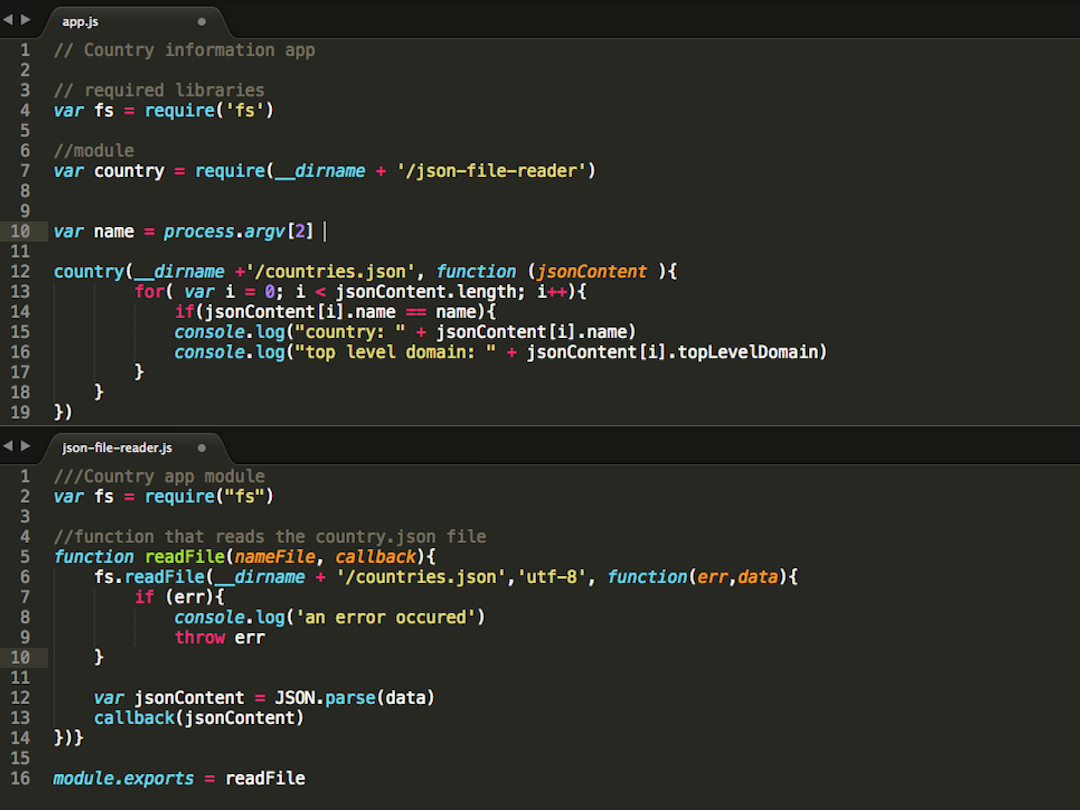 app.js
1 // Country information app
2
3 // required libraries
4 var fs = require('fs')
5
6 //module
7 var country = require(__dirname + '/json-file-reader')
8
9
10 var name = process.argv[2]
11
12 country(__dirname +'/countries.json', function (jsonContent ){
13 for( var i = 0; i < jsonContent.length; i++){
14 if(jsonContent[i].name == name){
15 console.log("country: " + jsonContent[i].name)
16 console.log("top level domain: " + jsonContent[i].topLevelDomain)
17 }
18 }
19 })
json-file-reader.js
1 ///Country app module
2 var fs = require("fs")
3
4 //function that reads the country.json file
5 function readFile(nameFile, callback){
6 fs.readFile(__dirname + '/countries.json','utf-8', function(err,data){
7 if (err){
8 console.log('an error occured')
9 throw err
10 }
11
12 var jsonContent = JSON.parse(data)
13 callback(jsonContent)
14 })}
15
16 module.exports = readFile